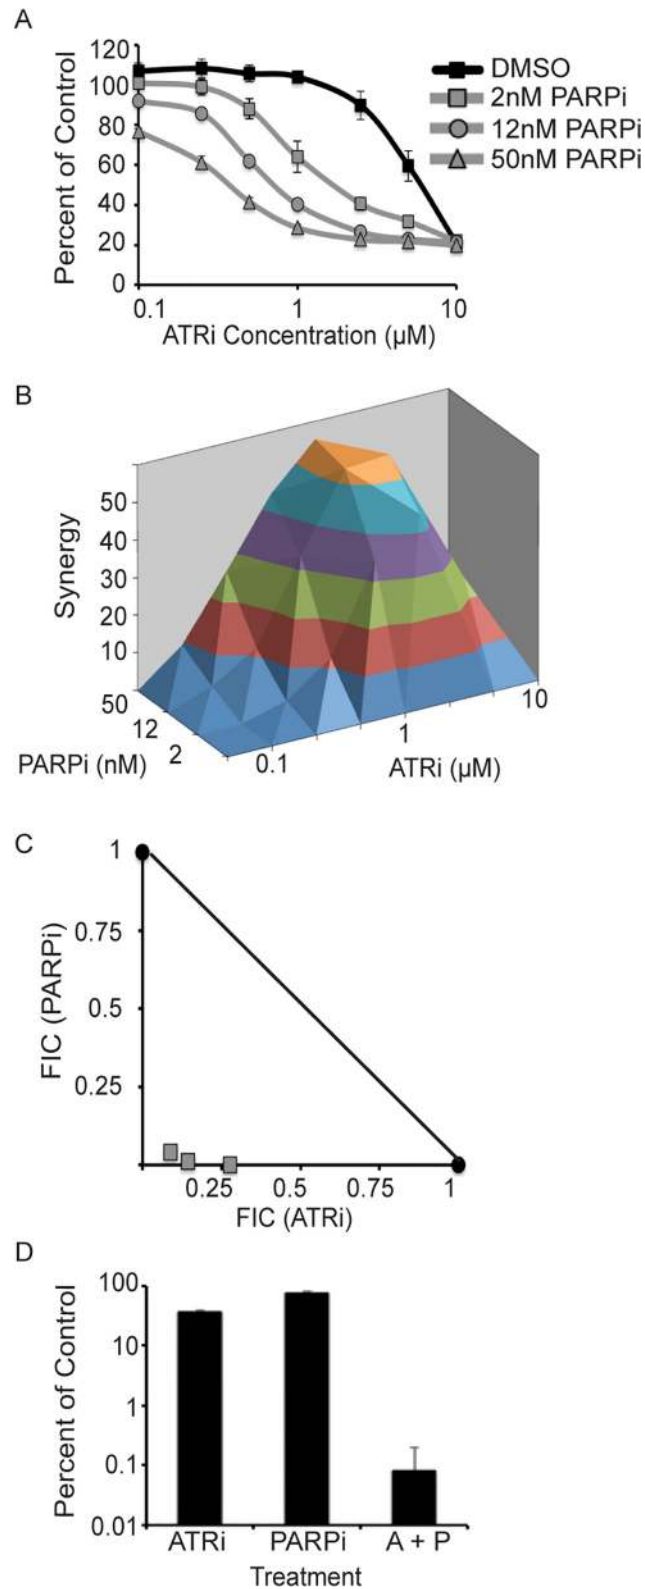 A
Percent of Control
120
100
80
60
40
20
0
0.1 1 10
ATRi Concentration (µM)
DMSO
2nM PARPi
12nM PARPi
50nM PARPi
B
Synergy
50
40
30
20
10
50
12
2
PARPi (nM)
0.1
1
10
ATRi (µM)
C
FIC (PARPi)
1
0.75
0.5
0.25
0.25 0.5 0.75 1
FIC (ATRi)
D
Percent of Control
100
10
1
0.1
0.01
ATRi PARPi A + P
Treatment